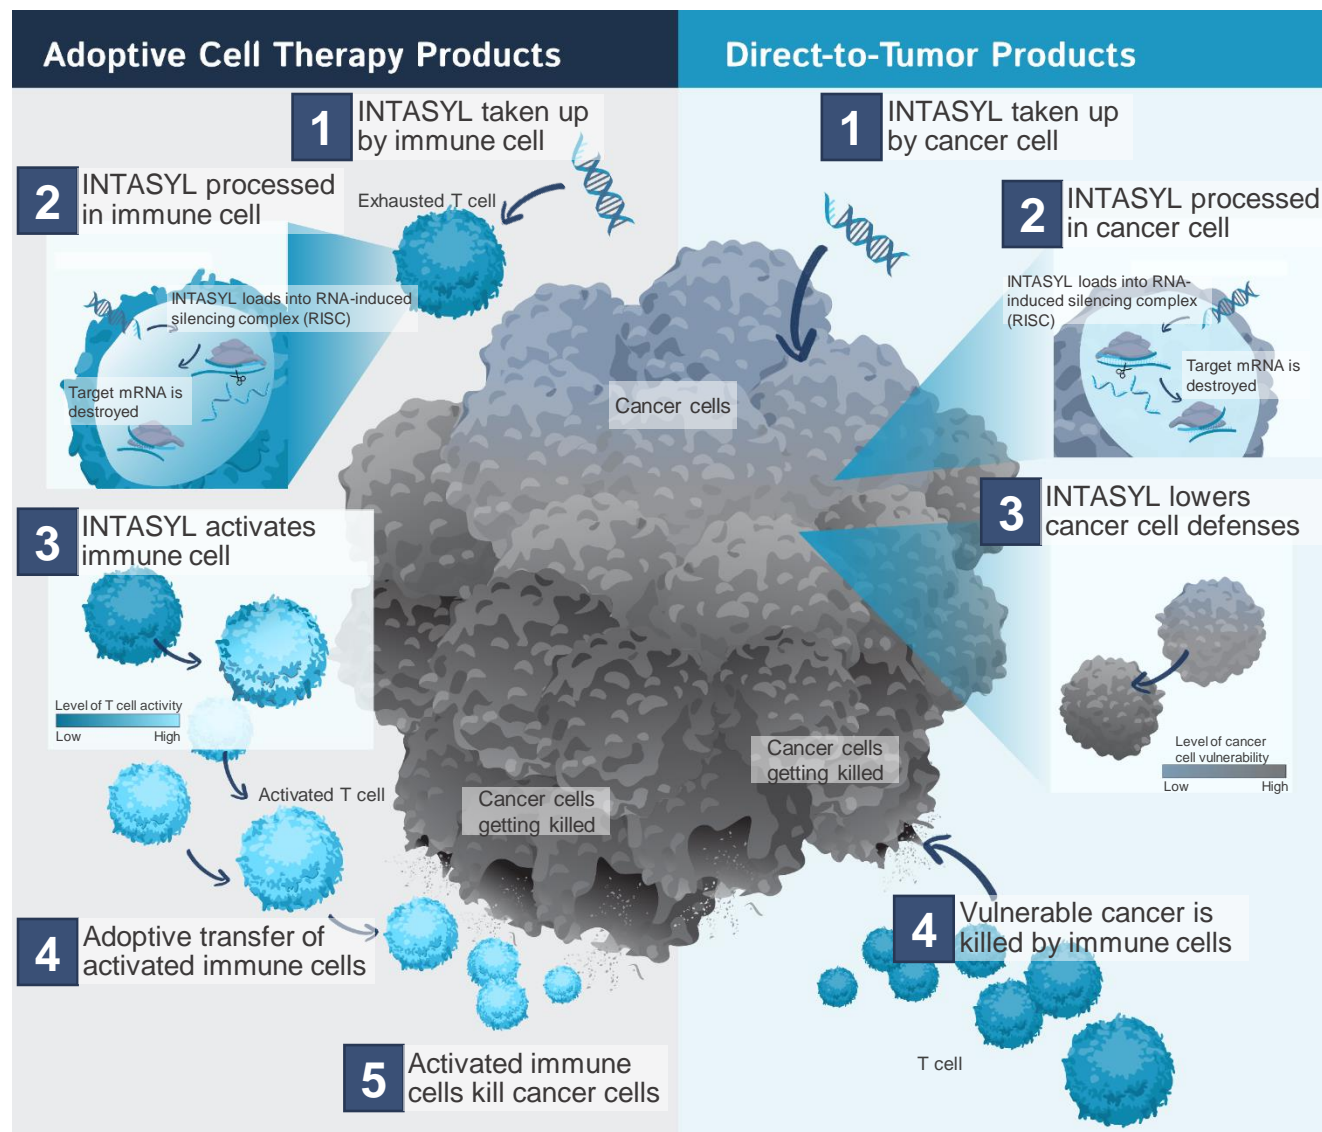 Adoptive Cell Therapy Products
1
INTASYL taken up
by immune cell
2
INTASYL processed
in immune cell
Exhausted T cell
INTASYL loads into RNA-induced
silencing complex (RISC)
Target mRNA is
destroyed
3
INTASYL activates
immune cell
Level of T cell activity
Low
High
Activated T cell
4
Adoptive transfer of
activated immune cells
5
Activated immune
cells kill cancer cells
Cancer cells
Cancer cells
getting killed
Direct-to-Tumor Products
1
INTASYL taken up
by cancer cell
2
INTASYL processed
in cancer cell
INTASYL loads into RNA-
induced silencing complex
(RISC)
Target mRNA is
destroyed
3
INTASYL lowers
cancer cell defenses
Level of cancer
cell vulnerability
Low
High
Cancer cells
getting killed
4
Vulnerable cancer is
killed by immune cells
T cell